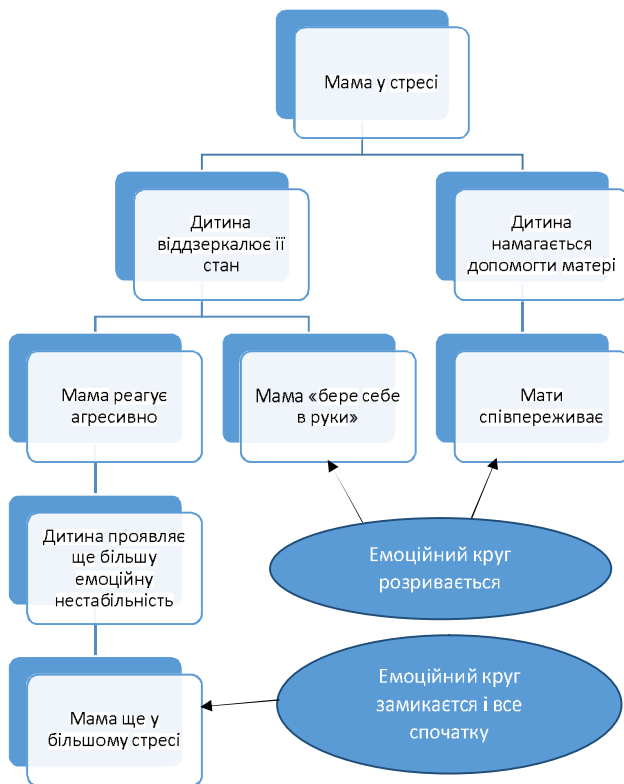 Мама у стресі
Дитина
віддзеркалює її
стан
Дитина
намагається
допомогти матері
Мама реагує
агресивно
Мама «бере себе
в руки»
Мати
співпереживає
Дитина проявляє
ще більшу
емоційну
нестабільність
Емоційний круг
розривається
Мама ще у
більшому стресі
Емоційний круг
замикаєтся і все
спочатку